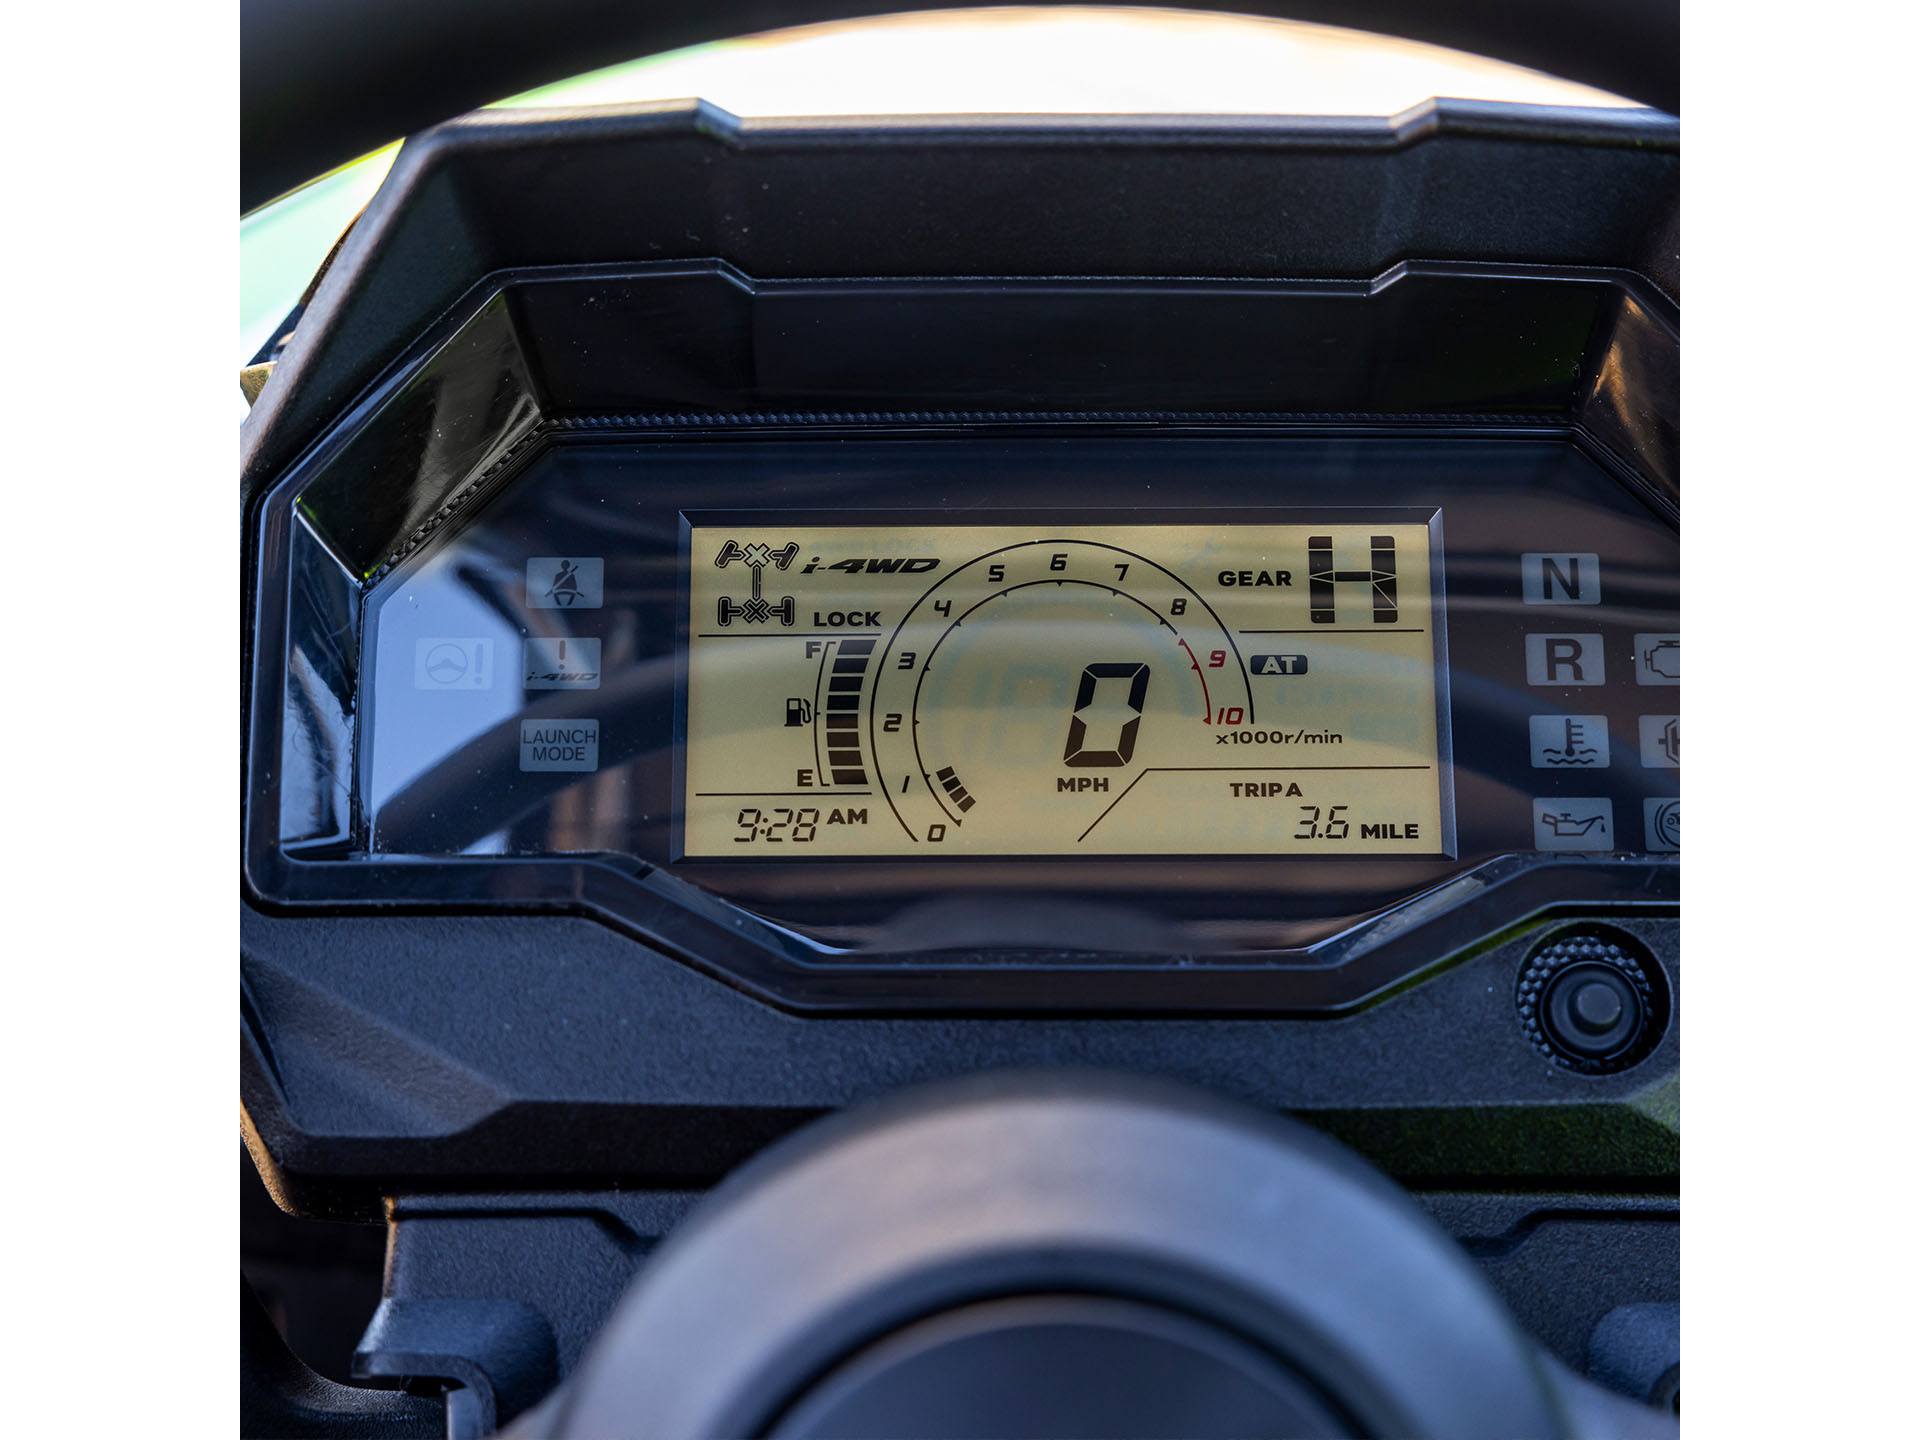 i-4WD
LOCK
GEAR H
0 1 2 3 4 5 6 7 8 9 10
x1000r/min
AT
F
E
0
MPH
9:28 AM
TRIP A
3.6 MILE
!
! i-4WD
LAUNCH
MODE
N
R